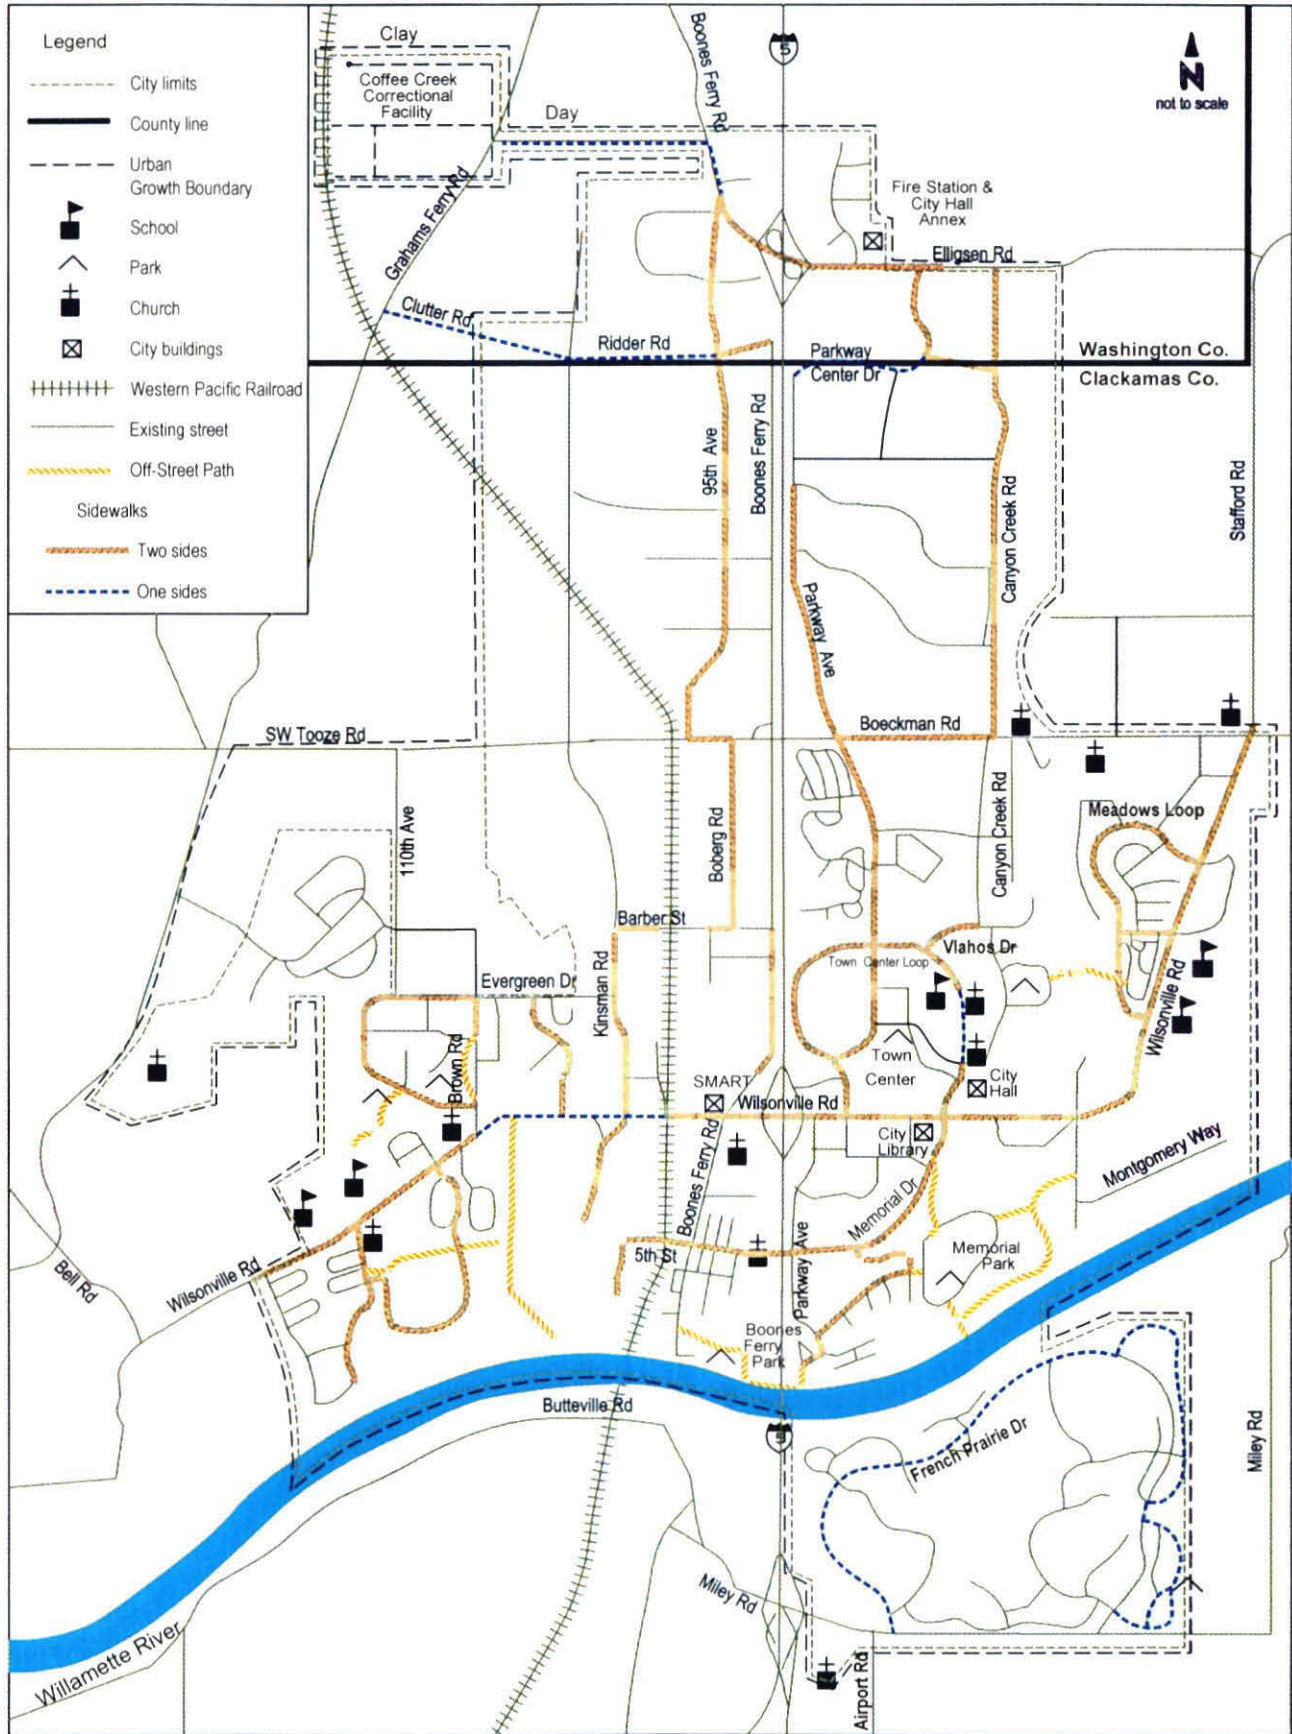 Legend
City limits
County line
Urban
Growth Boundary
School
Park
Church
City buildings
Western Pacific Railroad
Existing street
Off-Street Path
Sidewalks
Two sides
One sides
Clay
Coffee Creek
Correctional
Facility
Day
Boones Ferry Rd
5
N
not to scale
Grahams Ferry Rd
Fire Station &
City Hall
Annex
Elligsen Rd
Clutter Rd
Ridder Rd
Parkway
Center Dr
Washington Co.
Clackamas Co.
95th Ave
Boones Ferry Rd
Canyon Creek Rd
Stafford Rd
Parkway Ave
SW Tooze Rd
Boeckman Rd
110th Ave
Boberg Rd
Canyon Creek Rd
Meadows Loop
Barber St
Kinsman Rd
Evergreen Dr
Town Center Loop
Vlahos Dr
Wilsonville Rd
Brown Rd
Town
Center
SMART
Wilsonville Rd
City
Hall
City
Library
Boones Ferry Rd
Montgomery Way
Memorial Dr
5th St
Parkway Ave
Memorial
Park
Bell Rd
Wilsonville Rd
Boones
Ferry
Park
Butteville Rd
5
French Prairie Dr
Miley Rd
Miley Rd
Willamette River
Airport Rd